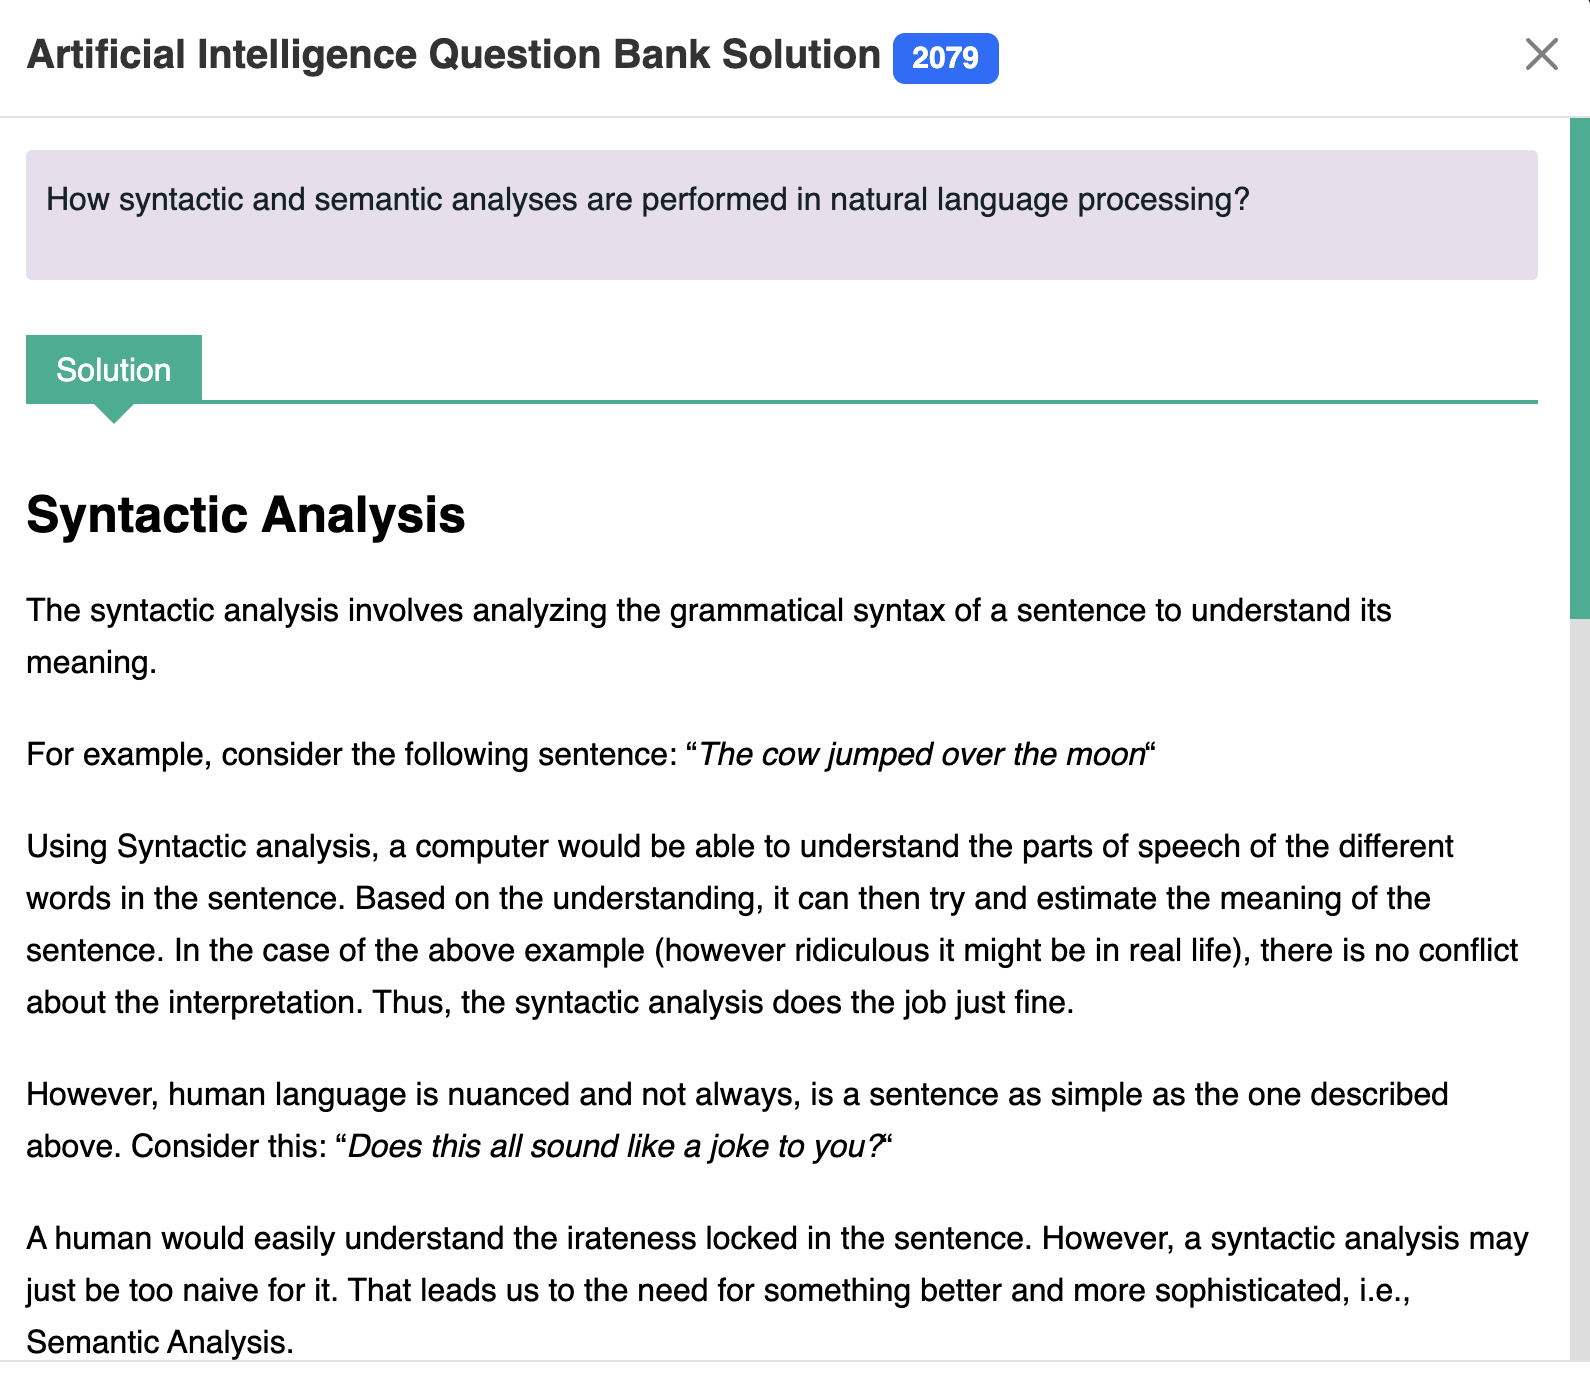 Artificial Intelligence Question Bank Solution 2079
How syntactic and semantic analyses are performed in natural language processing?
Solution
Syntactic Analysis
The syntactic analysis involves analyzing the grammatical syntax of a sentence to understand its
meaning.
For example, consider the following sentence: “The cow jumped over the moon“
Using Syntactic analysis, a computer would be able to understand the parts of speech of the different
words in the sentence. Based on the understanding, it can then try and estimate the meaning of the
sentence. In the case of the above example (however ridiculous it might be in real life), there is no conflict
about the interpretation. Thus, the syntactic analysis does the job just fine.
However, human language is nuanced and not always, is a sentence as simple as the one described
above. Consider this: “Does this all sound like a joke to you?“
A human would easily understand the irateness locked in the sentence. However, a syntactic analysis may
just be too naive for it. That leads us to the need for something better and more sophisticated, i.e.,
Semantic Analysis.